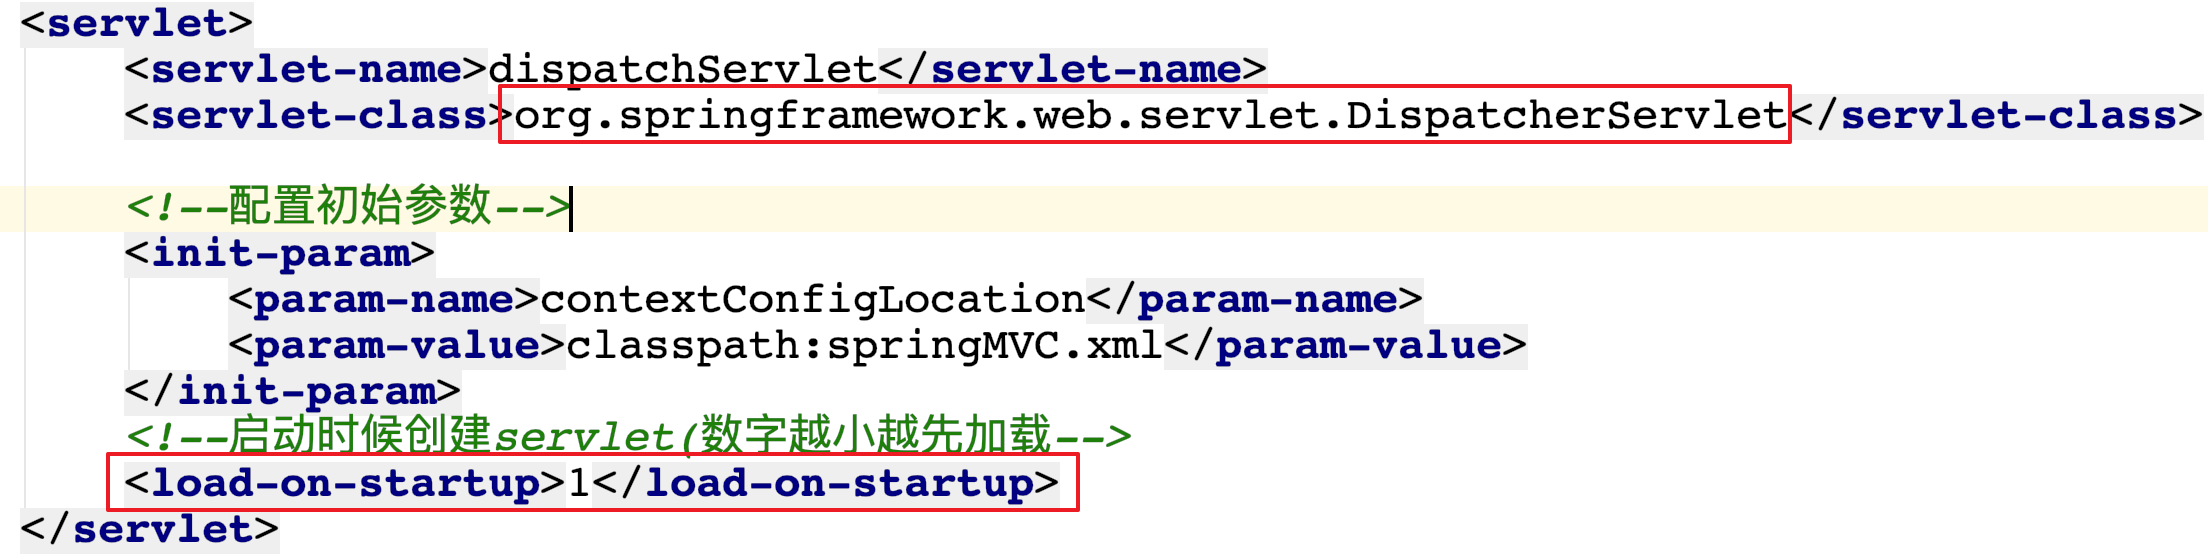 <servlet>
<servlet-name>dispatchServlet</servlet-name>
<servlet-class>org.springframework.web.servlet.DispatcherServlet</servlet-class>
<!--配置初始参数-->
<init-param>
<param-name>contextConfigLocation</param-name>
<param-value>classpath:springMVC.xml</param-value>
</init-param>
<!--启动时候创建servlet(数字越小越先加载-->
<load-on-startup>1</load-on-startup>
</servlet>